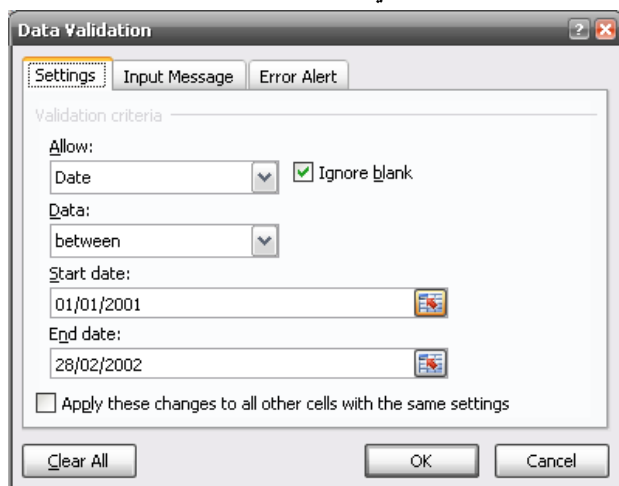 Data Validation
Settings Input Message Error Alert
Validation criteria
Allow:
Date Ignore blank
Data:
between
Start date:
01/01/2001
End date:
28/02/2002
Apply these changes to all other cells with the same settings
Clear All OK Cancel